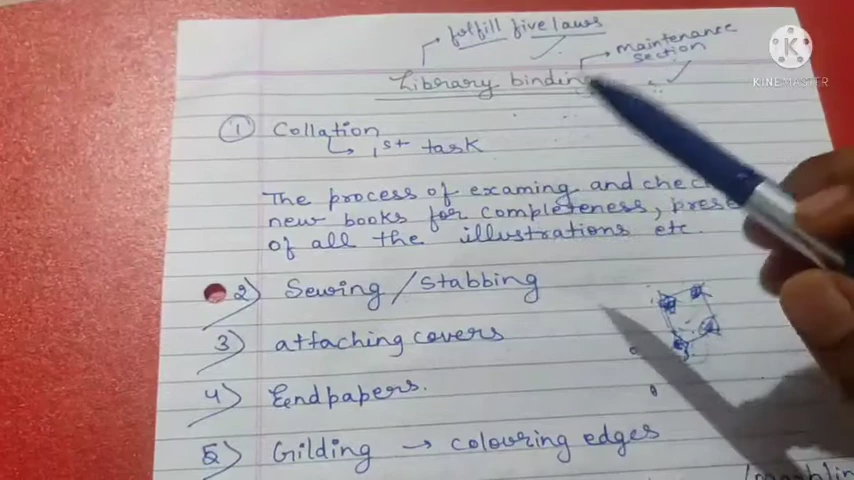 fulfill five laws
maintenance
section
Library binding
KINEMASTER
1 Collation
1st task
The process of examing and chec
new books for completeness, prese
of all the illustrations etc.
2) Sewing / stabbing
3) attaching covers
4) Endpapers.
5) Gilding → colouring edges